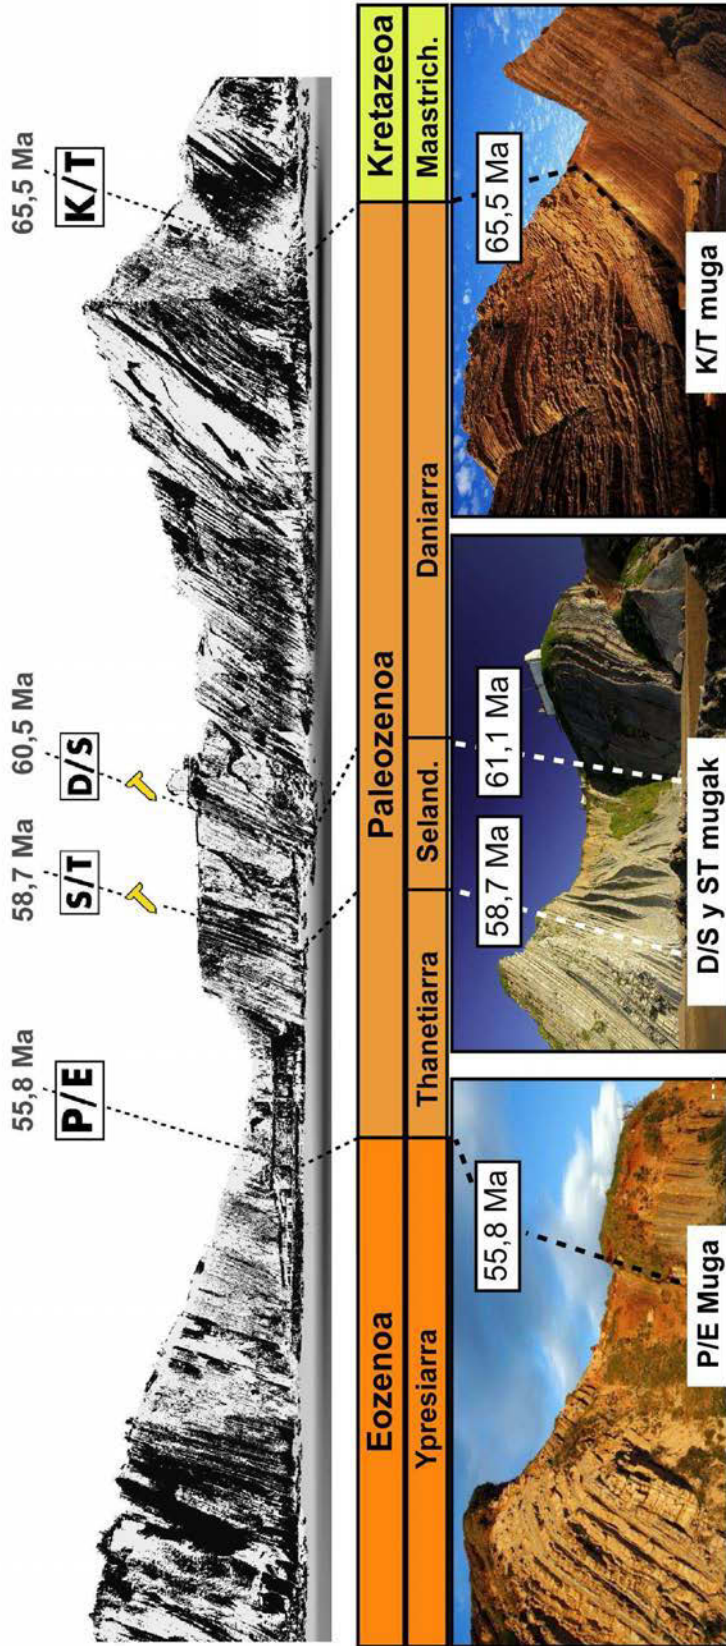 55,8 Ma
58,7 Ma
60,5 Ma
65,5 Ma
P/E
S/T
D/S
K/T
Eozenoa
Paleozenoa
Kretazeoa
Ypresiarra
Thanetiarra
Seland.
Daniarra
Maastrich.
55,8 Ma
58,7 Ma
61,1 Ma
65,5 Ma
P/E Muga
D/S y ST mugak
K/T muga